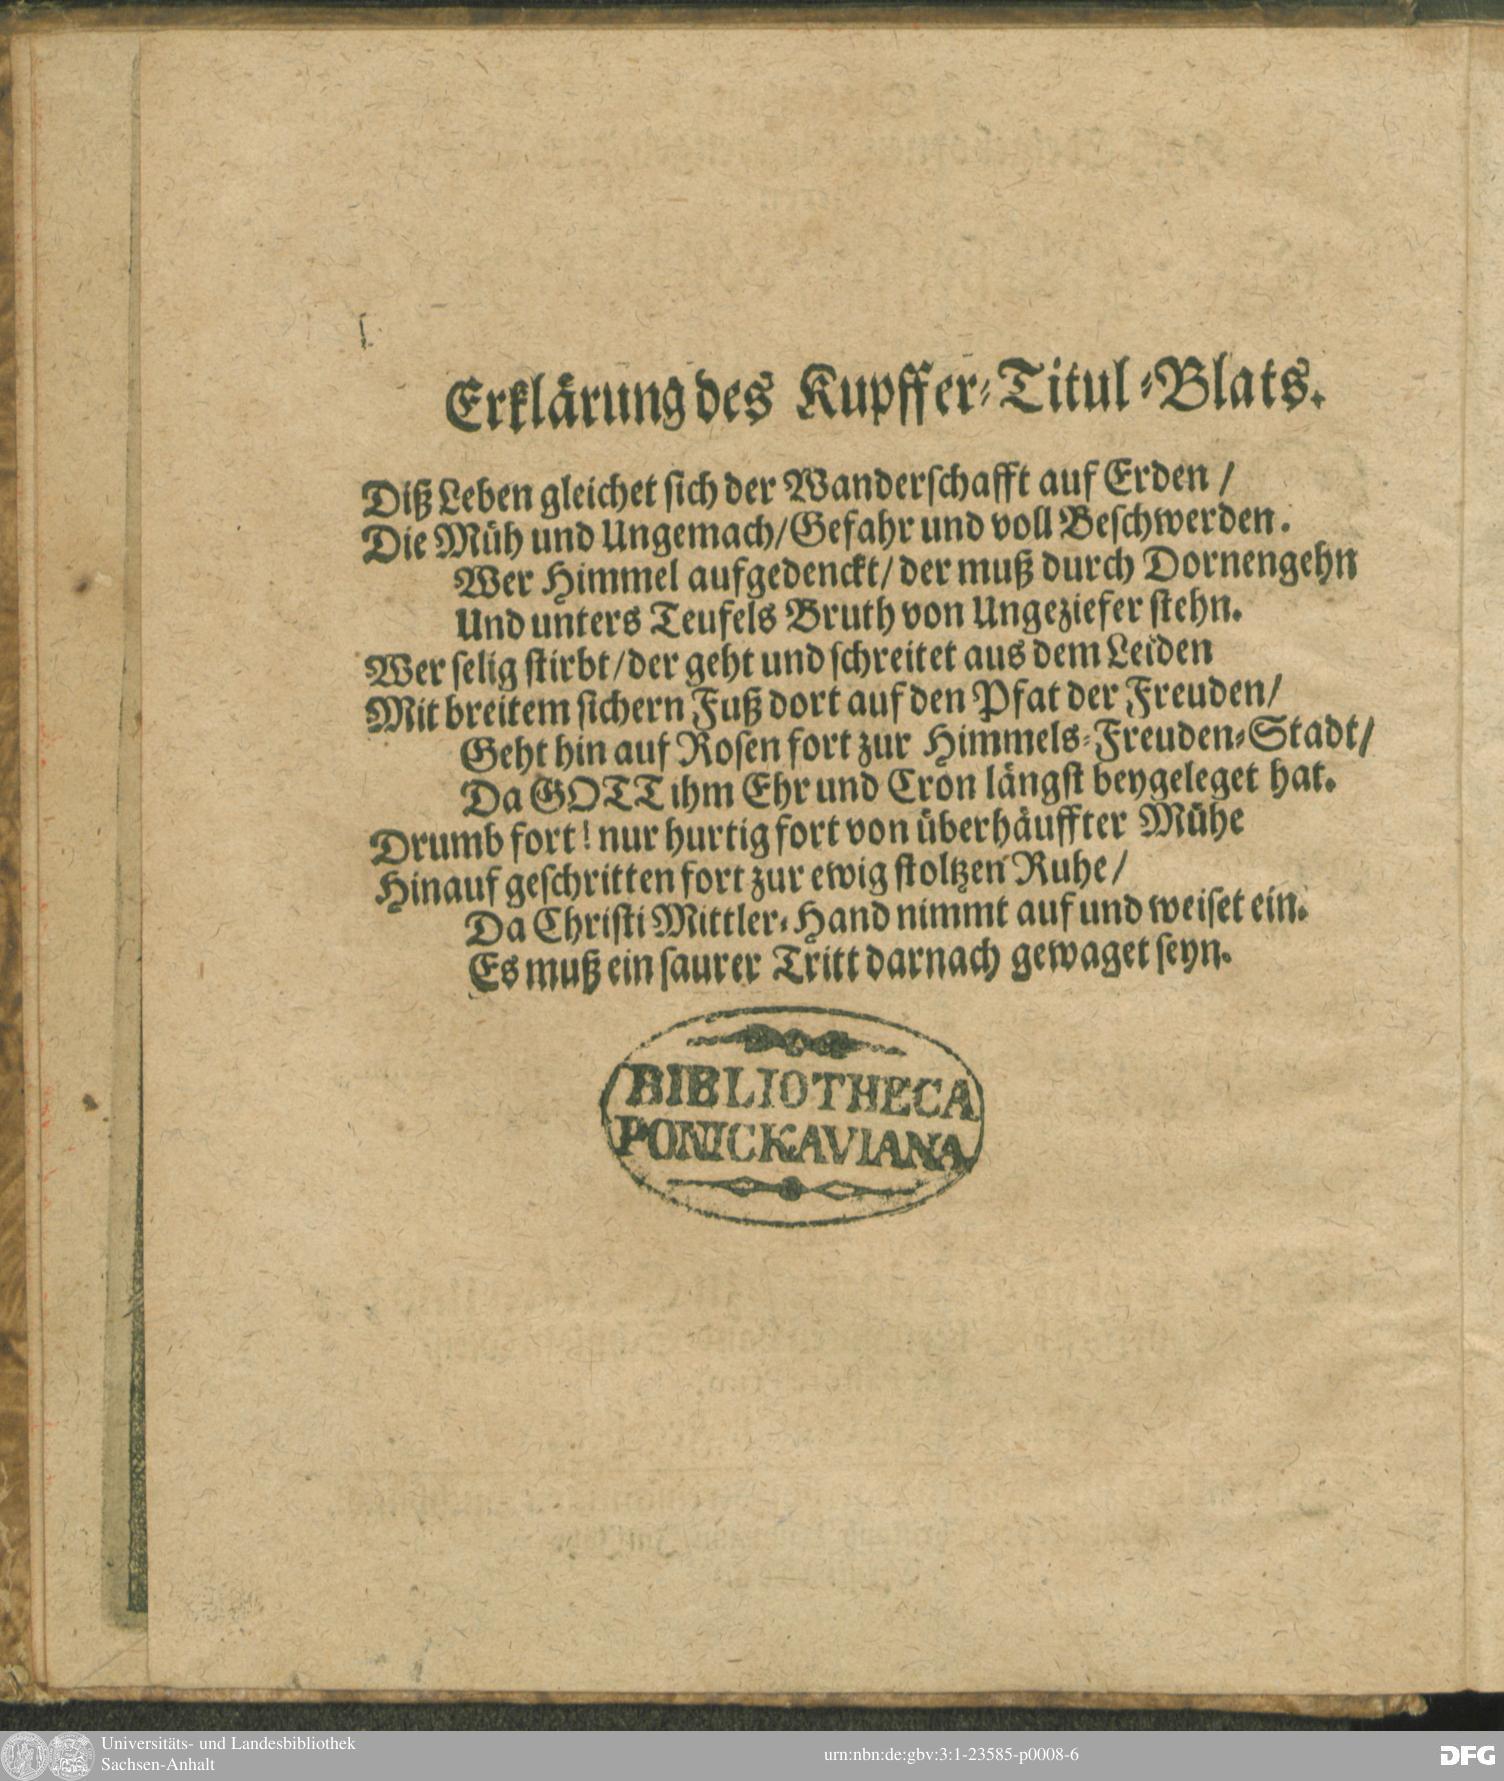 Erklärung des Kupffer-Titul-Blats.
Diß Leben gleichet sich der Wanderschafft auf Erden /
Die Müh und Ungemach/Gefahr und voll Beschwerden.
Wer Himmel aufgedenckt/ der muß durch Dornengehn
Und unters Teufels Bruth von Ungeziefer stehn.
Wer selig stirbt/der geht und schreitet aus dem Leiden
Mit breitem sichern Fuß dort auf den Pfat der Freuden/
Geht hin auf Rosen fort zur Himmels-Freuden-Stadt/
Da GOTT ihm Ehr und Cron längst beygeleget hat.
Drumb fort! nur hurtig fort von überhäuffter Mühe
Hinauf geschritten fort zur ewig stoltzen Ruhe/
Da Christi Mittler-Hand nimmt auf und weiset ein.
Es muß ein saurer Tritt darnach gewaget seyn.
BIBLIOTHECA
PONICKAVIANA
Universitäts- und Landesbibliothek
Sachsen-Anhalt
urn:nbn:de:gbv:3:1-23585-p0008-6
DFG